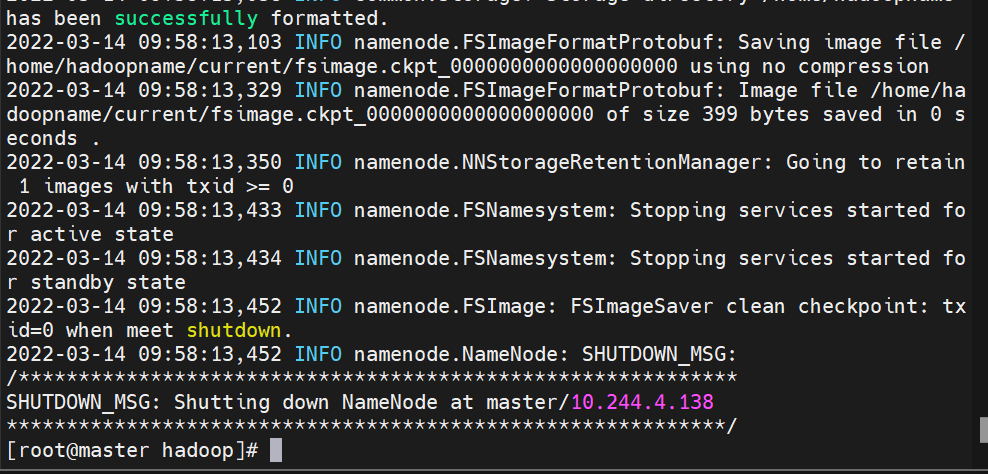 has been successfully formatted.
2022-03-14 09:58:13,103 INFO namenode.FSImageFormatProtobuf: Saving image file /
home/hadoopname/current/fsimage.ckpt_0000000000000000000 using no compression
2022-03-14 09:58:13,329 INFO namenode.FSImageFormatProtobuf: Image file /home/ha
doopname/current/fsimage.ckpt_0000000000000000000 of size 399 bytes saved in 0 s
econds .
2022-03-14 09:58:13,350 INFO namenode.NNStorageRetentionManager: Going to retain
 1 images with txid >= 0
2022-03-14 09:58:13,433 INFO namenode.FSNamesystem: Stopping services started fo
r active state
2022-03-14 09:58:13,434 INFO namenode.FSNamesystem: Stopping services started fo
r standby state
2022-03-14 09:58:13,452 INFO namenode.FSImage: FSImageSaver clean checkpoint: tx
id=0 when meet shutdown.
2022-03-14 09:58:13,452 INFO namenode.NameNode: SHUTDOWN_MSG:
/************************************************************
SHUTDOWN_MSG: Shutting down NameNode at master/10.244.4.138
************************************************************/
[root@master hadoop]#